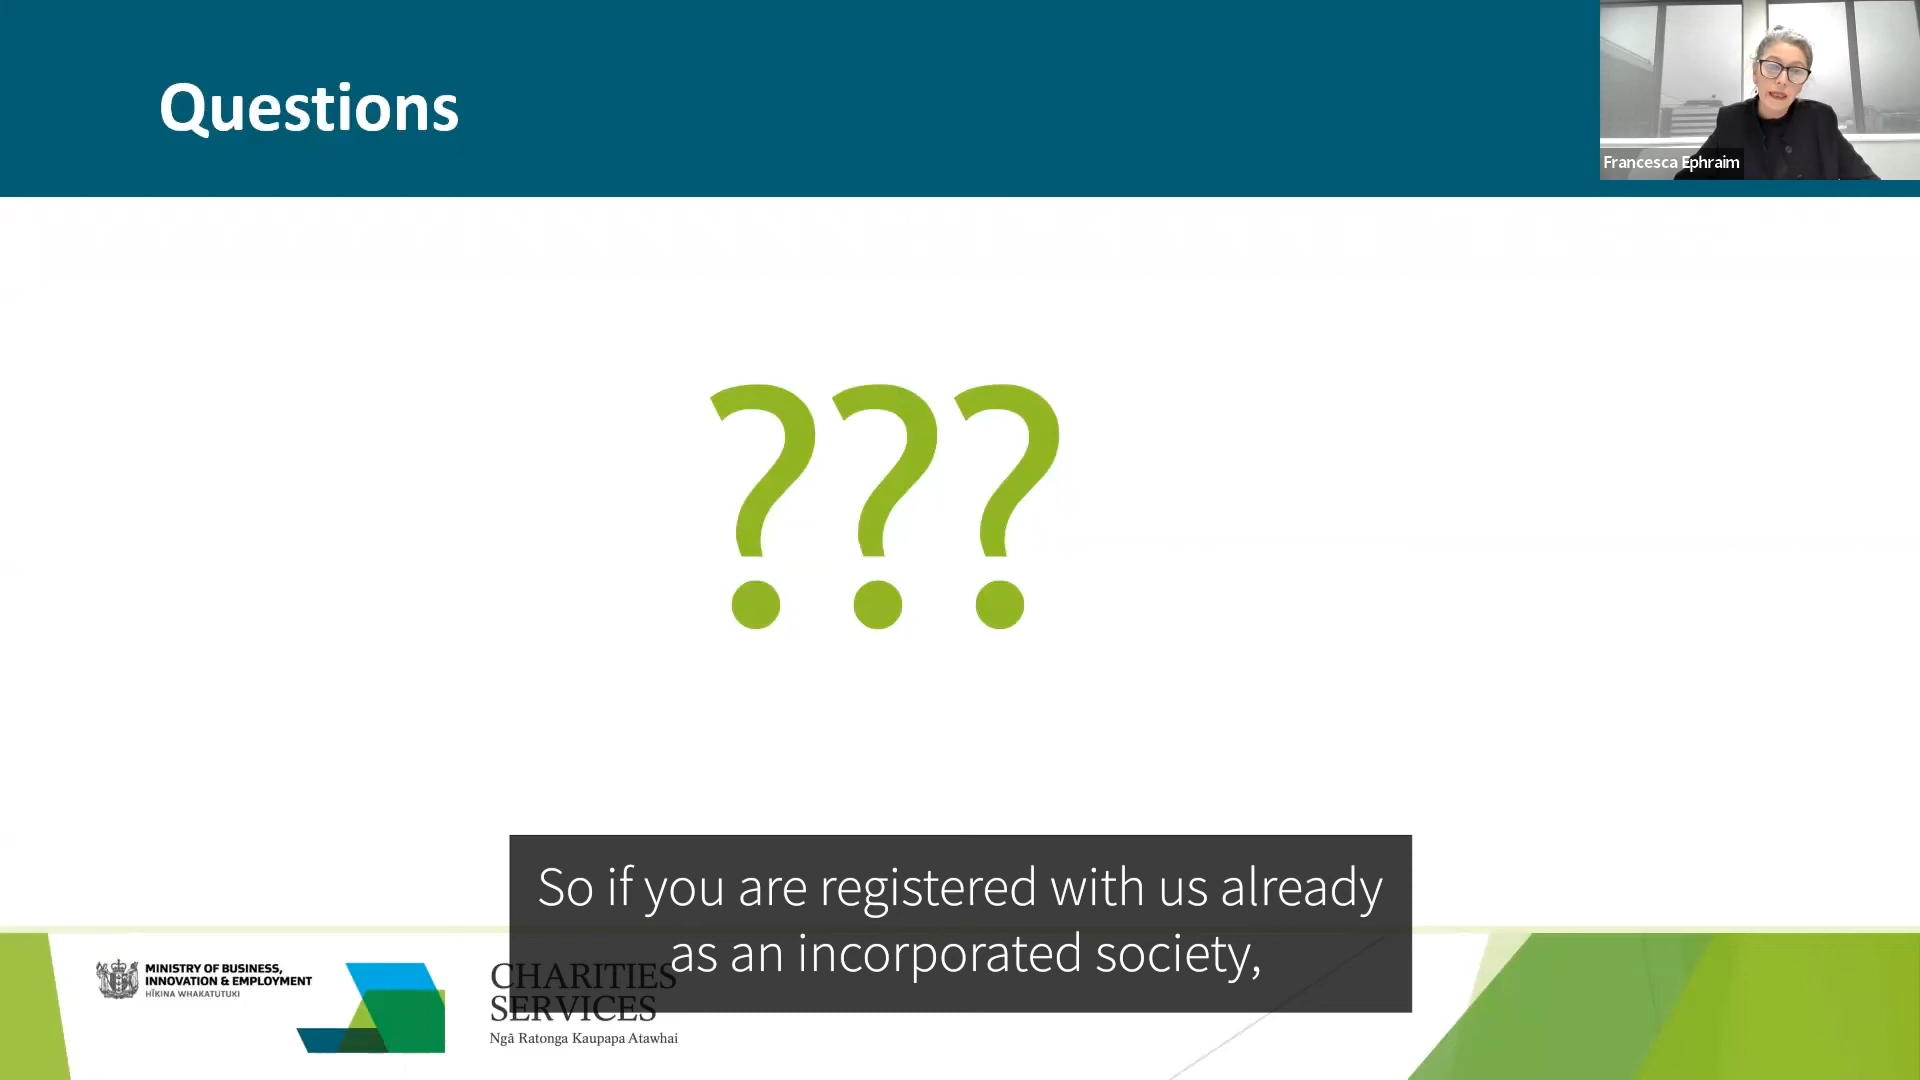 Questions
Francesca Ephraim
???
So if you are registered with us already
as an incorporated society,
MINISTRY OF BUSINESS,
INNOVATION & EMPLOYMENT
HĪKINA WHAKATUTUKI
CHARITIES
SERVICES
Ngā Ratonga Kaupapa Atawhai